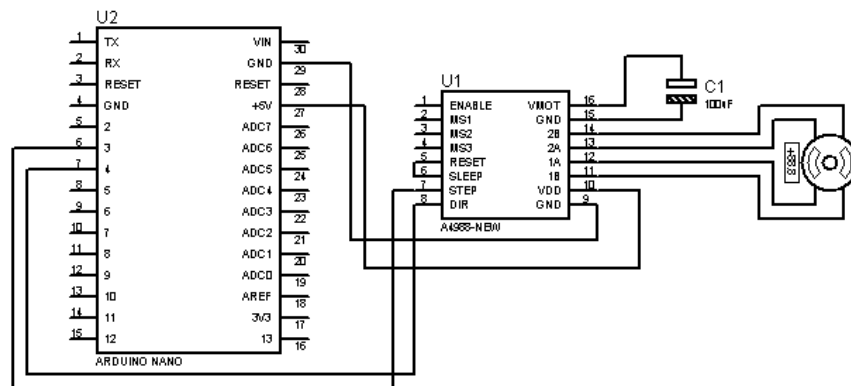 U2
1 TX VIN 30
2 RX GND 29
3 RESET RESET 28
4 GND +5V 27
5 2 ADC7 26
6 3 ADC6 25
7 4 ADC5 24
8 5 ADC4 23
9 6 ADC3 22
10 7 ADC2 21
11 8 ADC1 20
12 9 ADC0 19
13 10 AREF 18
14 11 3V3 17
15 12 13 16
ARDUINO NANO
U1
1 ENABLE VMOT 16
2 MS1 GND 15
3 MS2 2B 14
4 MS3 2A 13
5 RESET 1A 12
6 SLEEP 1B 11
7 STEP VDD 10
8 DIR GND 9
A4988-NEW
C1
100uF
+88.8